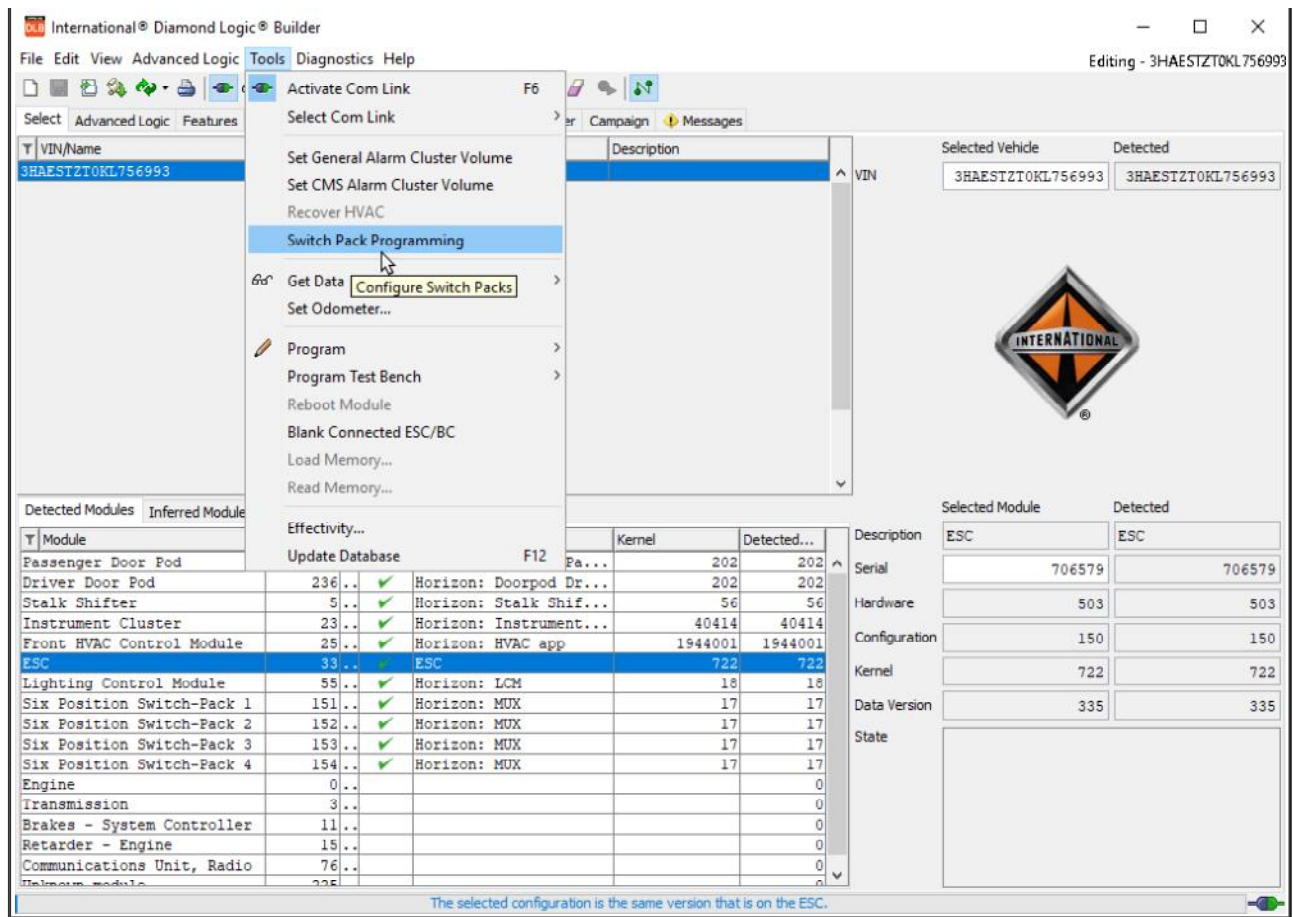 International® Diamond Logic® Builder
File Edit View Advanced Logic Tools Diagnostics Help
Editing - 3HAESTZT0KL756993
Activate Com Link F6
Select Com Link
Set General Alarm Cluster Volume
Set CMS Alarm Cluster Volume
Recover HVAC
Switch Pack Programming
Configure Switch Packs
Get Data
Set Odometer...
Program
Program Test Bench
Reboot Module
Blank Connected ESC/BC
Load Memory...
Read Memory...
Effectivity...
Update Database F12
Select Advanced Logic Features Campaign Messages
VIN/Name Description
3HAESTZT0KL756993
Selected Vehicle Detected
VIN 3HAESTZT0KL756993 3HAESTZT0KL756993
INTERNATIONAL ®
Detected Modules Inferred Module
Module Kernel Detected...
Passenger Door Pod Pa... 202 202
Driver Door Pod 236.. Horizon: Doorpod Dr... 202 202
Stalk Shifter 5.. Horizon: Stalk Shif... 56 56
Instrument Cluster 23.. Horizon: Instrument... 40414 40414
Front HVAC Control Module 25.. Horizon: HVAC app 1944001 1944001
ESC 33.. ESC 722 722
Lighting Control Module 55.. Horizon: LCM 18 18
Six Position Switch-Pack 1 151.. Horizon: MUX 17 17
Six Position Switch-Pack 2 152.. Horizon: MUX 17 17
Six Position Switch-Pack 3 153.. Horizon: MUX 17 17
Six Position Switch-Pack 4 154.. Horizon: MUX 17 17
Engine 0.. 0
Transmission 3.. 0
Brakes - System Controller 11.. 0
Retarder - Engine 15.. 0
Communications Unit, Radio 76.. 0
Selected Module Detected
Description ESC ESC
Serial 706579 706579
Hardware 503 503
Configuration 150 150
Kernel 722 722
Data Version 335 335
State
The selected configuration is the same version that is on the ESC.